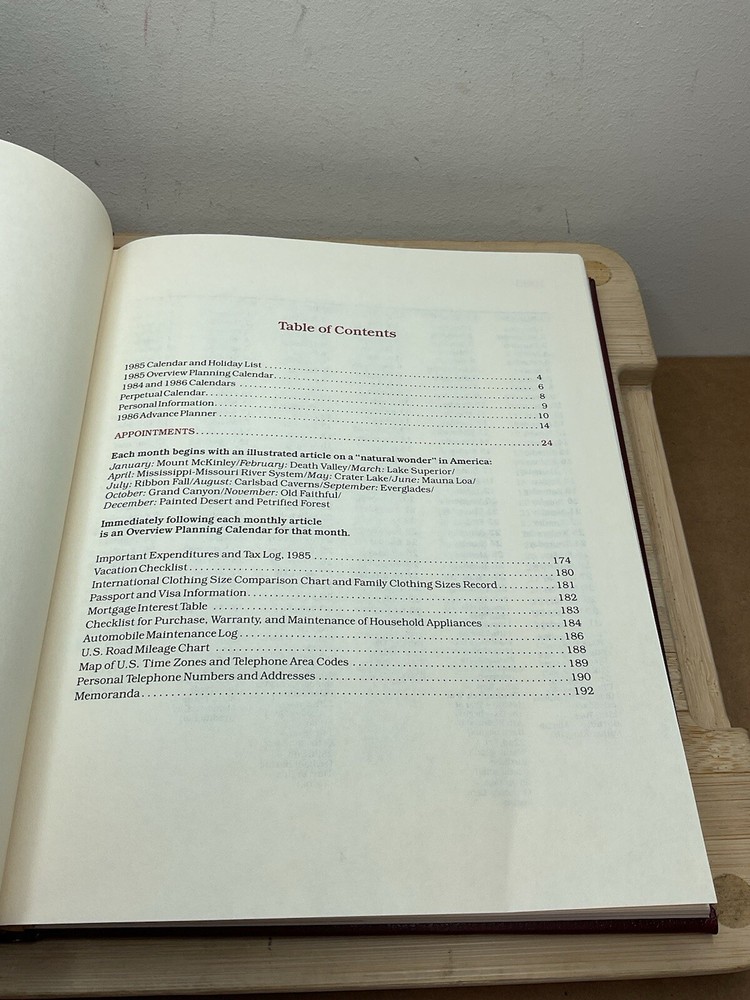 Table of Contents
1985 Calendar and Holiday List . . . . . . . . . . 4
1985 Overview Planning Calendar . . . . . . . . . . 6
1984 and 1986 Calendars . . . . . . . . . . 8
Perpetual Calendar . . . . . . . . . . 9
Personal Information . . . . . . . . . . 10
1986 Advance Planner . . . . . . . . . . 14
APPOINTMENTS . . . . . . . . . . 24
Each month begins with an illustrated article on a "natural wonder" in America:
January: Mount McKinley/February: Death Valley/March: Lake Superior/
April: Mississippi-Missouri River System/May: Crater Lake/June: Mauna Loa/
July: Ribbon Fall/August: Carlsbad Caverns/September: Everglades/
October: Grand Canyon/November: Old Faithful/
December: Painted Desert and Petrified Forest
Immediately following each monthly article
is an Overview Planning Calendar for that month.
Important Expenditures and Tax Log, 1985 . . . . . . . . . . 174
Vacation Checklist . . . . . . . . . . 180
International Clothing Size Comparison Chart and Family Clothing Sizes Record . . . . . . . . . . 181
Passport and Visa Information . . . . . . . . . . 182
Mortgage Interest Table . . . . . . . . . . 183
Checklist for Purchase, Warranty, and Maintenance of Household Appliances . . . . . . . . . . 184
Automobile Maintenance Log . . . . . . . . . . 186
U.S. Road Mileage Chart . . . . . . . . . . 188
Map of U.S. Time Zones and Telephone Area Codes . . . . . . . . . . 189
Personal Telephone Numbers and Addresses . . . . . . . . . . 190
Memoranda . . . . . . . . . . 192